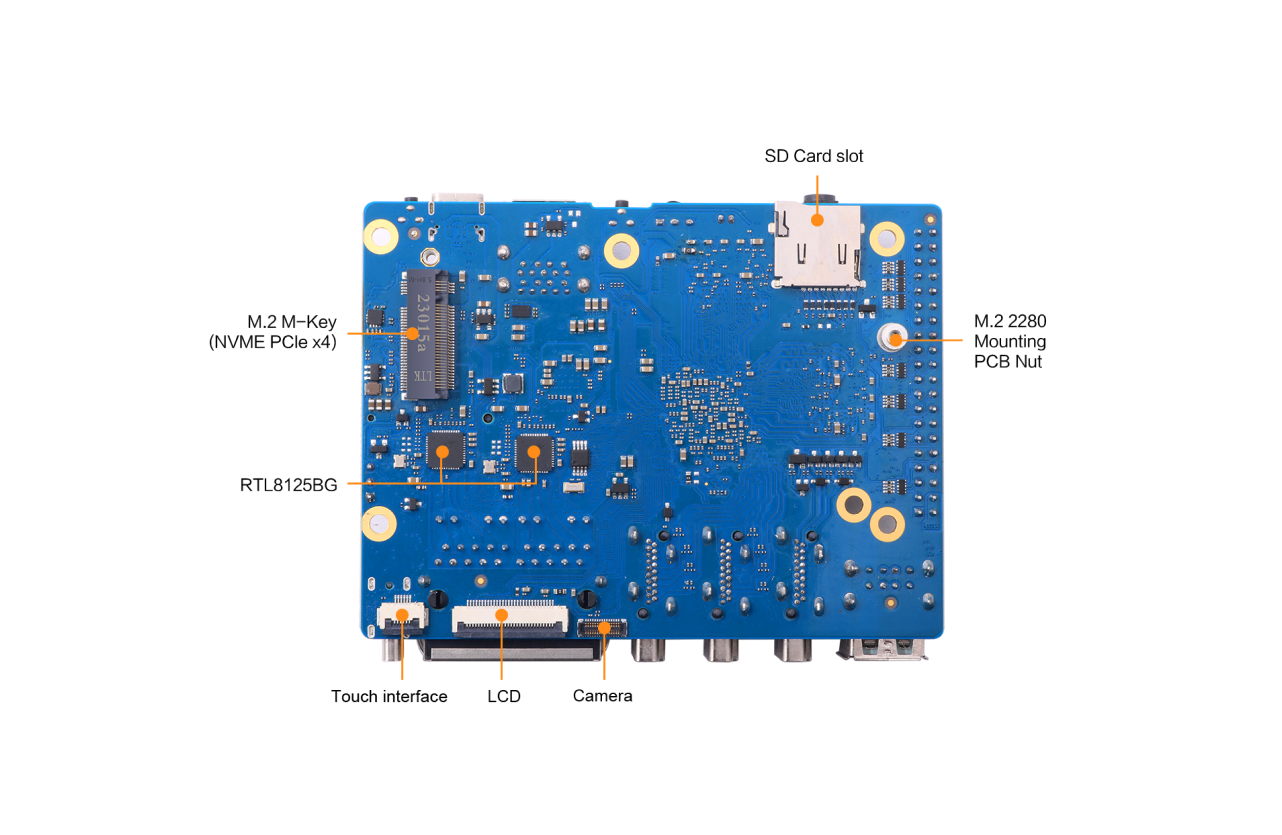 SD Card slot
M.2 M-Key
(NVME PCIe x4)
23015a
LTK
M.2 2280
Mounting
PCB Nut
RTL8125BG
Touch interface
LCD
Camera